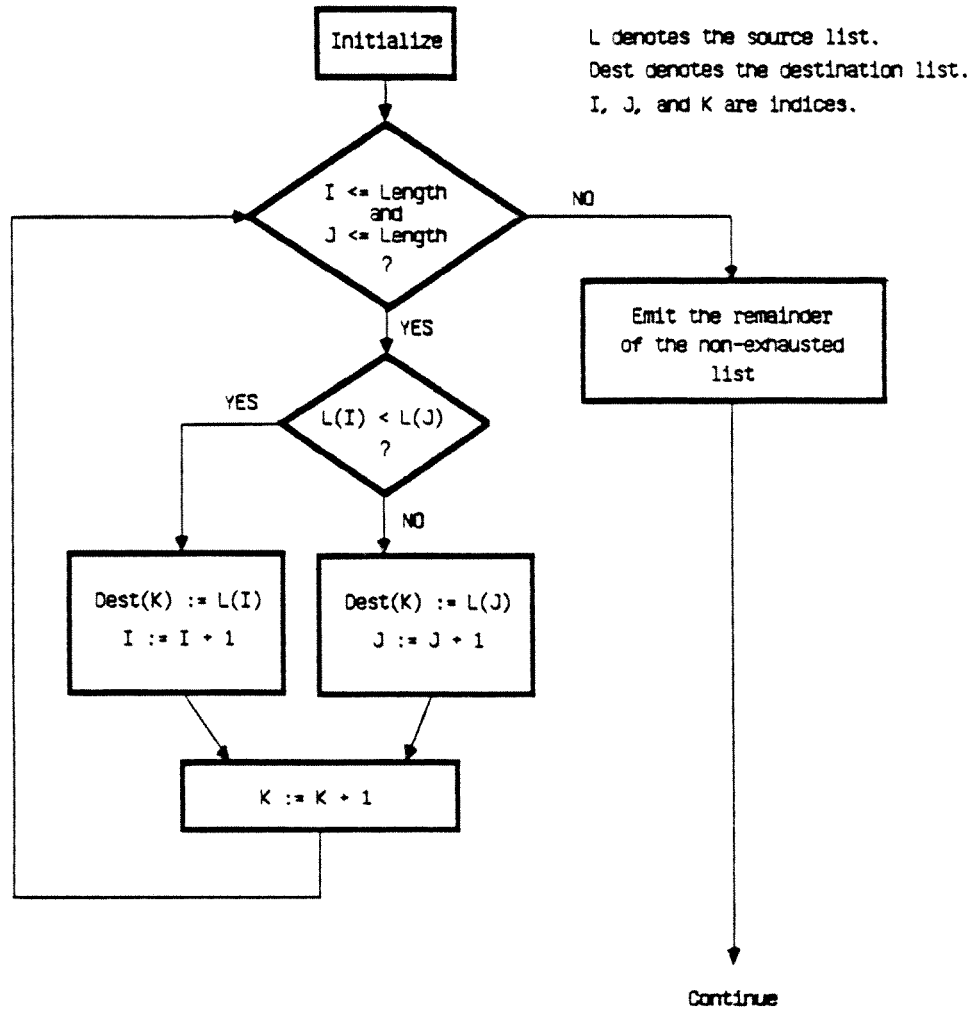 Initialize
L denotes the source list.
Dest denotes the destination list.
I, J, and K are indices.
I <= Length
and
J <= Length
?
NO
YES
Emit the remainder
of the non-exhausted
list
YES
L(I) < L(J)
?
NO
Dest(K) := L(I)
I := I + 1
Dest(K) := L(J)
J := J + 1
K := K + 1
Continue